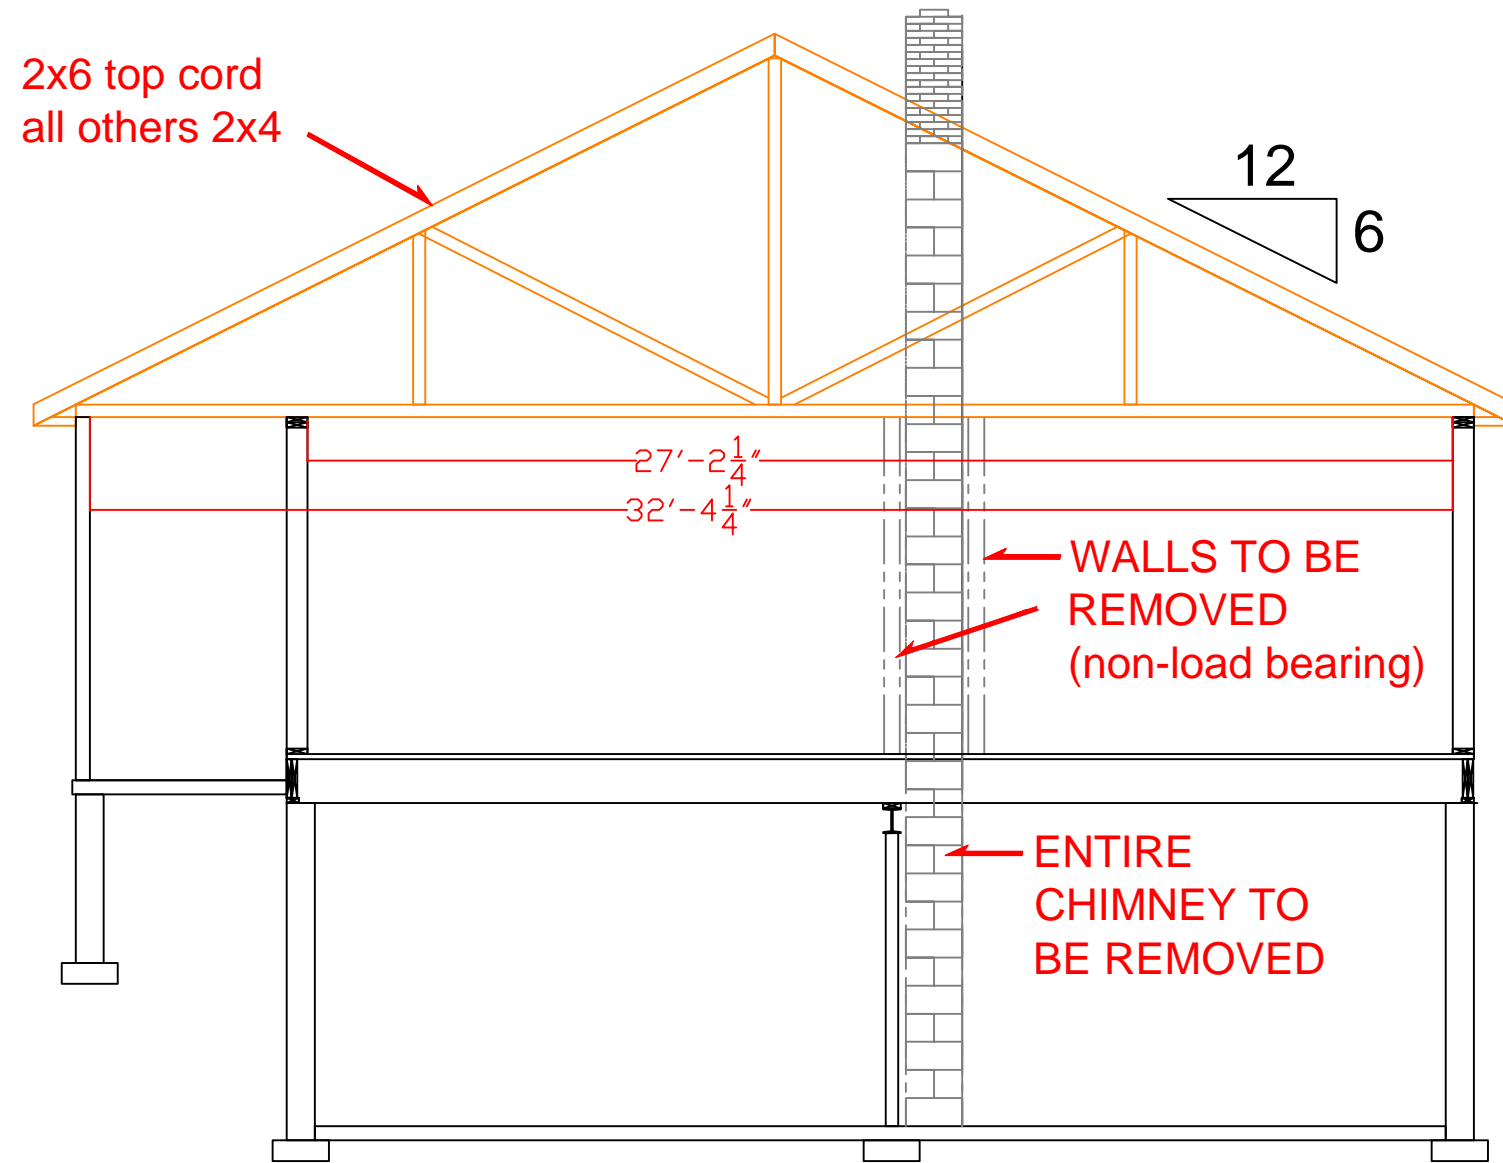 2x6 top cord
all others 2x4
12
6
27'-2 1/4"
32'-4 1/4"
WALLS TO BE
REMOVED
(non-load bearing)
ENTIRE
CHIMNEY TO
BE REMOVED